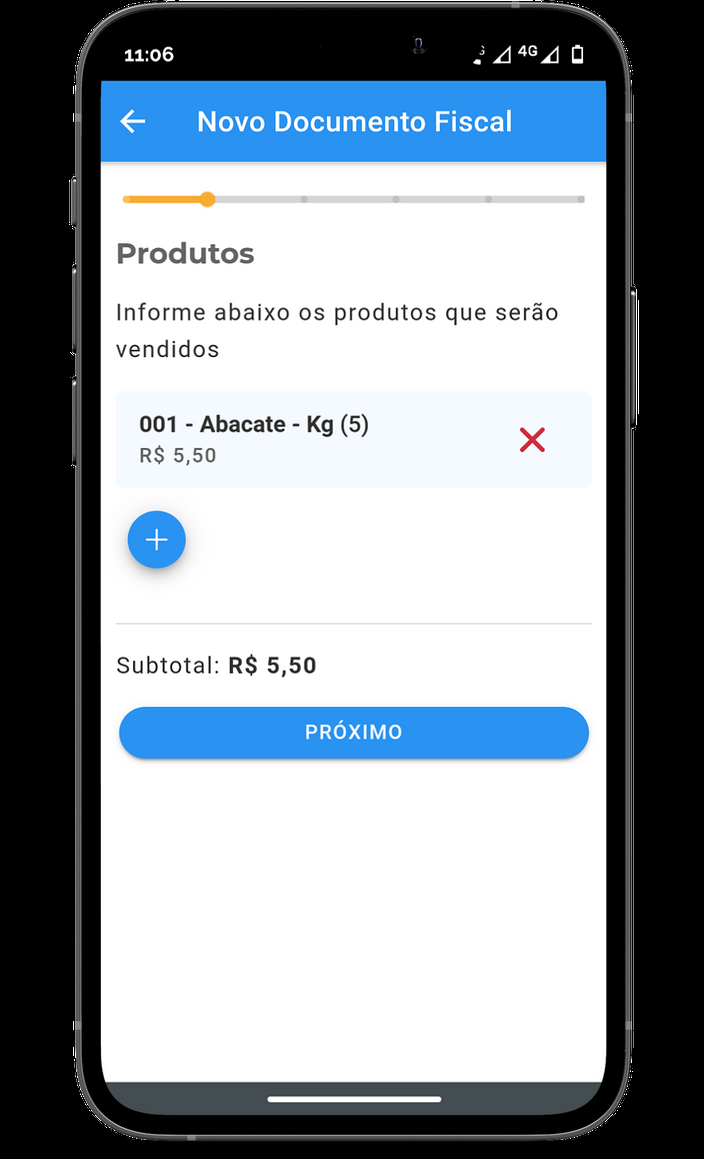 11:06
4G
Novo Documento Fiscal
Produtos
Informe abaixo os produtos que serão
vendidos
001 - Abacate - Kg (5)
R$ 5,50
Subtotal: R$ 5,50
PRÓXIMO